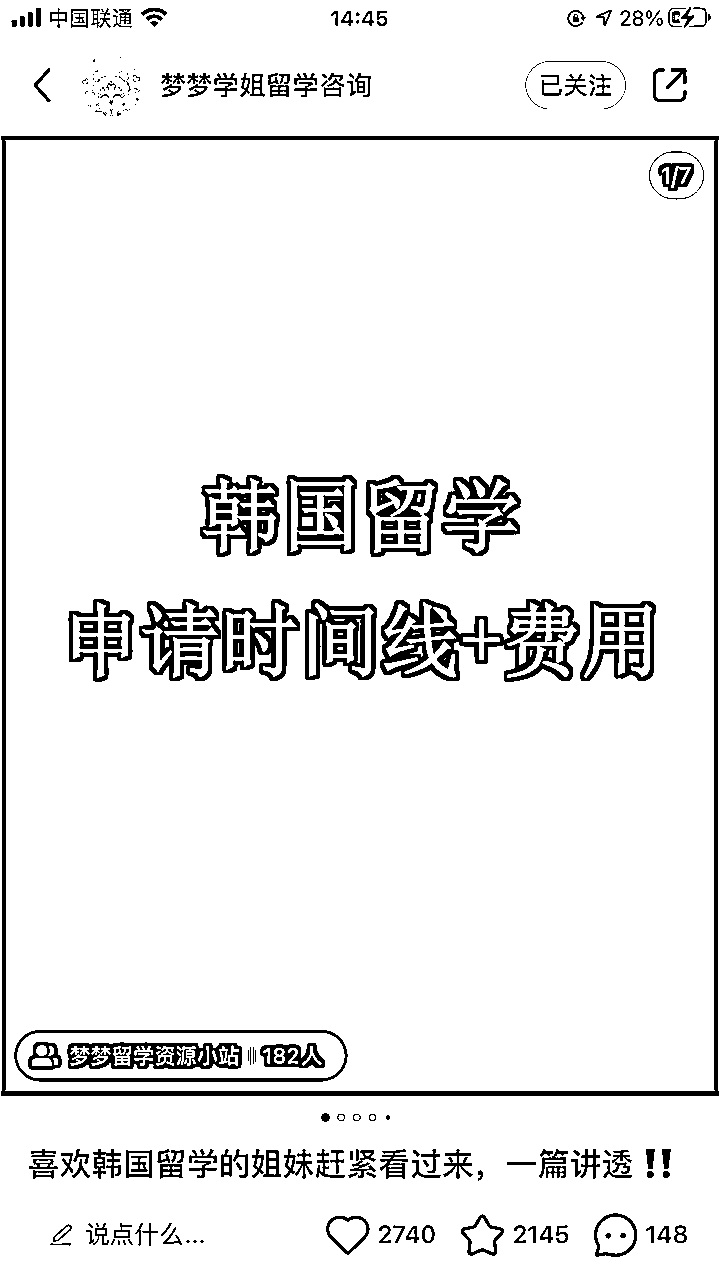 中国联通 14:45 28%
梦梦学姐留学咨询 已关注
1/7
韩国留学
申请时间线+费用
梦梦留学资源小站 182人
喜欢韩国留学的姐妹赶紧看过来，一篇讲透‼️
说点什么... 2740 2145 148